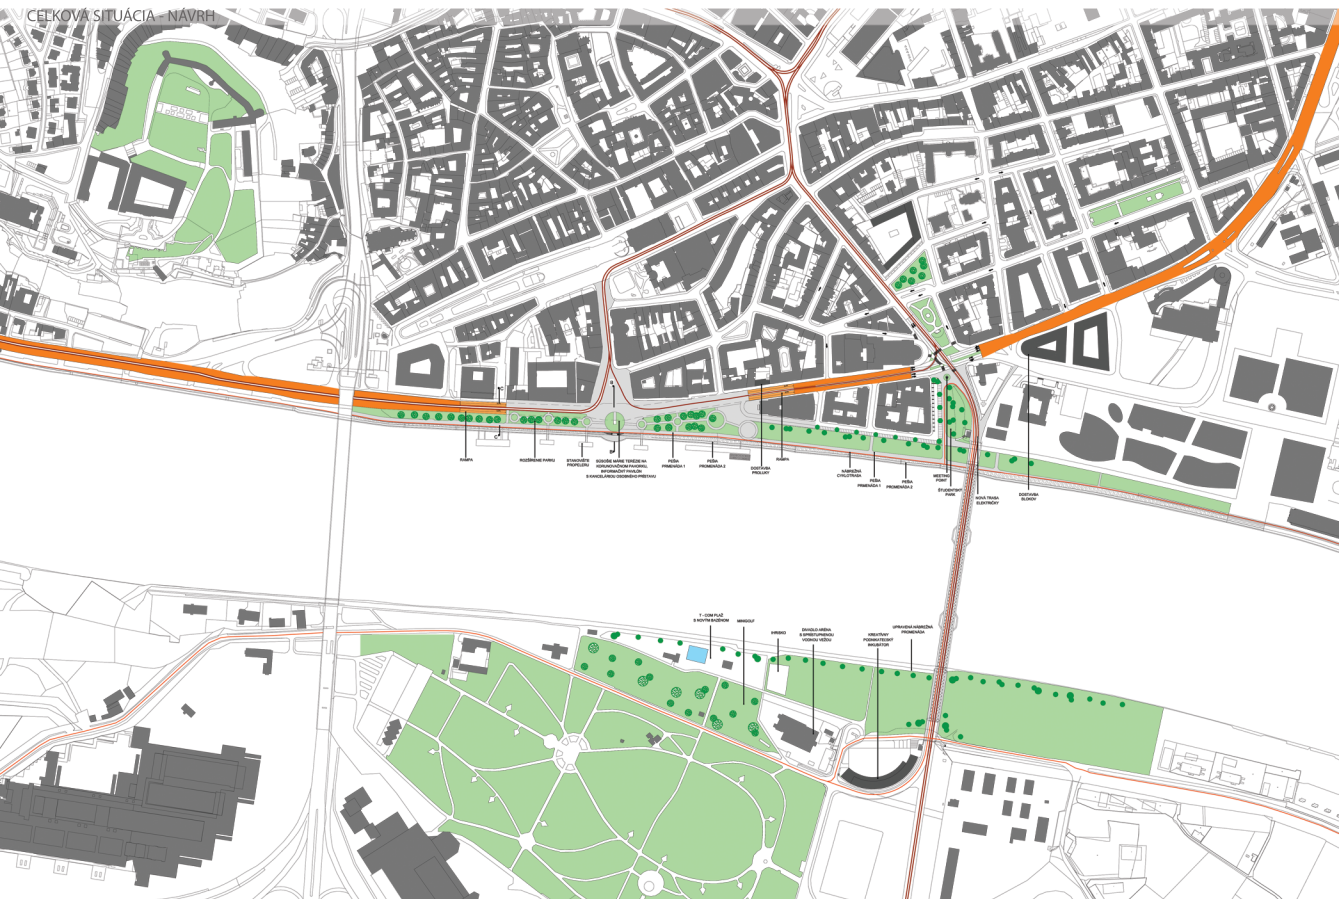 CELKOVÁ SITUÁCIA - NÁVRH
RAMPA
ROZŠÍRENIE PARKU
STANOVIŠTE
PROPELERU
SÚSOŠIE MÁRIE TERÉZIE NA
KORUNOVAČNOM PAHORKU,
INFORMAČNÝ PAVILÓN
S KANCELÁRIOU OSOBNÉHO PRÍSTAVU
PEŠIA
PRMENÁDA 1
PEŠIA
PROMENÁDA 2
DOSTAVBA
PROLUKY
RAMPA
NÁBREŽNÁ
CYKLOTRASA
PEŠIA
PRMENÁDA 1
PEŠIA
PROMENÁDA 2
MEETING
POINT
ŠTUDENTSKÝ
PARK
NOVÁ TRASA
ELEKTRIČKY
DOSTAVBA
BLOKOV
T - COM PLÁŽ
S NOVÝM BAZÉNOM
MINIGOLF
IHRISKO
DIVADLO ARÉNA
S SPRÍSTUPNENOU
VODNOU VEŽOU
KREATÍVNY
PODNIKATEĽSKÝ
INKUBÁTOR
UPRAVENÁ NÁBREŽNÁ
PROMENÁDA